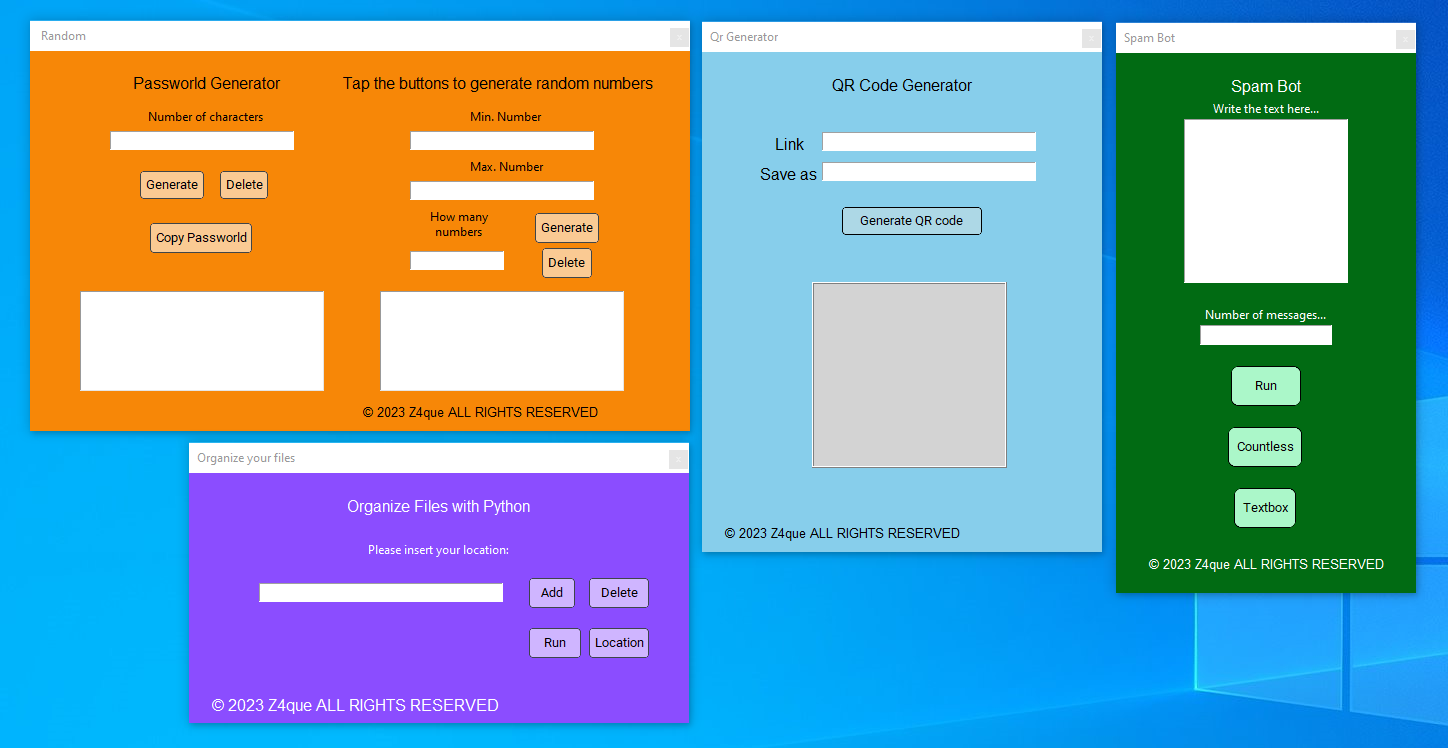 Random
x
Passworld Generator
Tap the buttons to generate random numbers
Number of characters
Generate
Delete
Copy Passworld
Min. Number
Max. Number
How many
numbers
Generate
Delete
© 2023 Z4que ALL RIGHTS RESERVED
Organize your files
x
Organize Files with Python
Please insert your location:
Add
Delete
Run
Location
© 2023 Z4que ALL RIGHTS RESERVED
Qr Generator
x
QR Code Generator
Link
Save as
Generate QR code
© 2023 Z4que ALL RIGHTS RESERVED
Spam Bot
x
Spam Bot
Write the text here...
Number of messages...
Run
Countless
Textbox
© 2023 Z4que ALL RIGHTS RESERVED